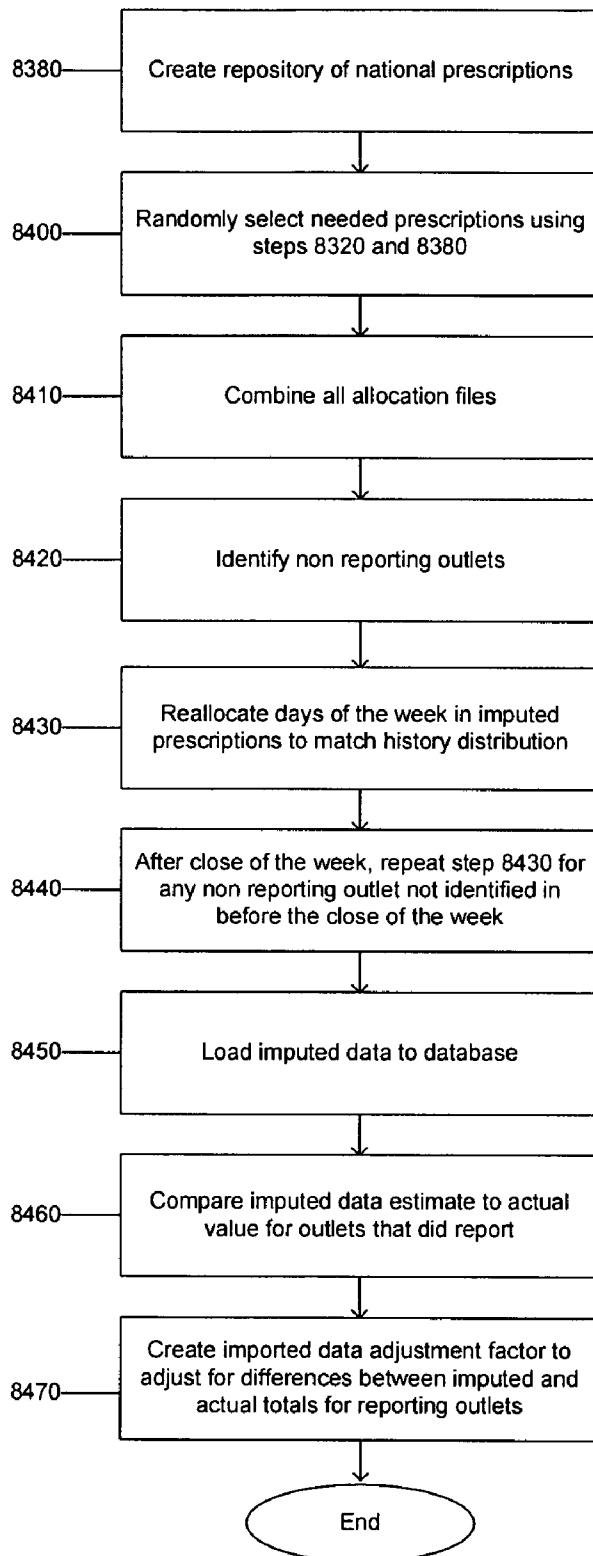 8380
Create repository of national prescriptions
8400
Randomly select needed prescriptions using
steps 8320 and 8380
8410
Combine all allocation files
8420
Identify non reporting outlets
8430
Reallocate days of the week in imputed
prescriptions to match history distribution
8440
After close of the week, repeat step 8430 for
any non reporting outlet not identified in
before the close of the week
8450
Load imputed data to database
8460
Compare imputed data estimate to actual
value for outlets that did report
8470
Create imported data adjustment factor to
adjust for differences between imputed and
actual totals for reporting outlets
End